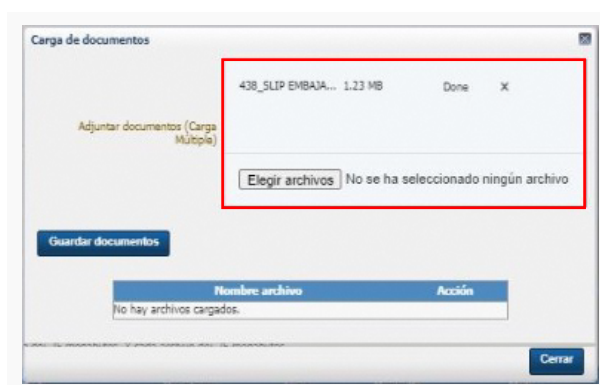 Carga de documentos
438_SLIP EMBAJA... 1.23 MB Done X
Adjuntar documentos (Carga
Múltiple)
Elegir archivos No se ha seleccionado ningún archivo
Guardar documentos
Nombre archivo Acción
No hay archivos cargados.
Cerrar